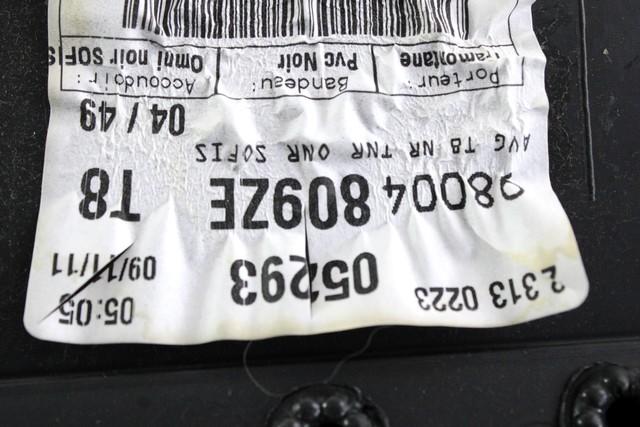 2.313 0223 05293 05:05
09/11/11
98004 809ZE T8
AVG T8 NR TNR ONR SOFIS
04 / 49
Porteur: Bandeau: Accoudoir:
Tramontane Pvc Noir Omni noir SOFIS